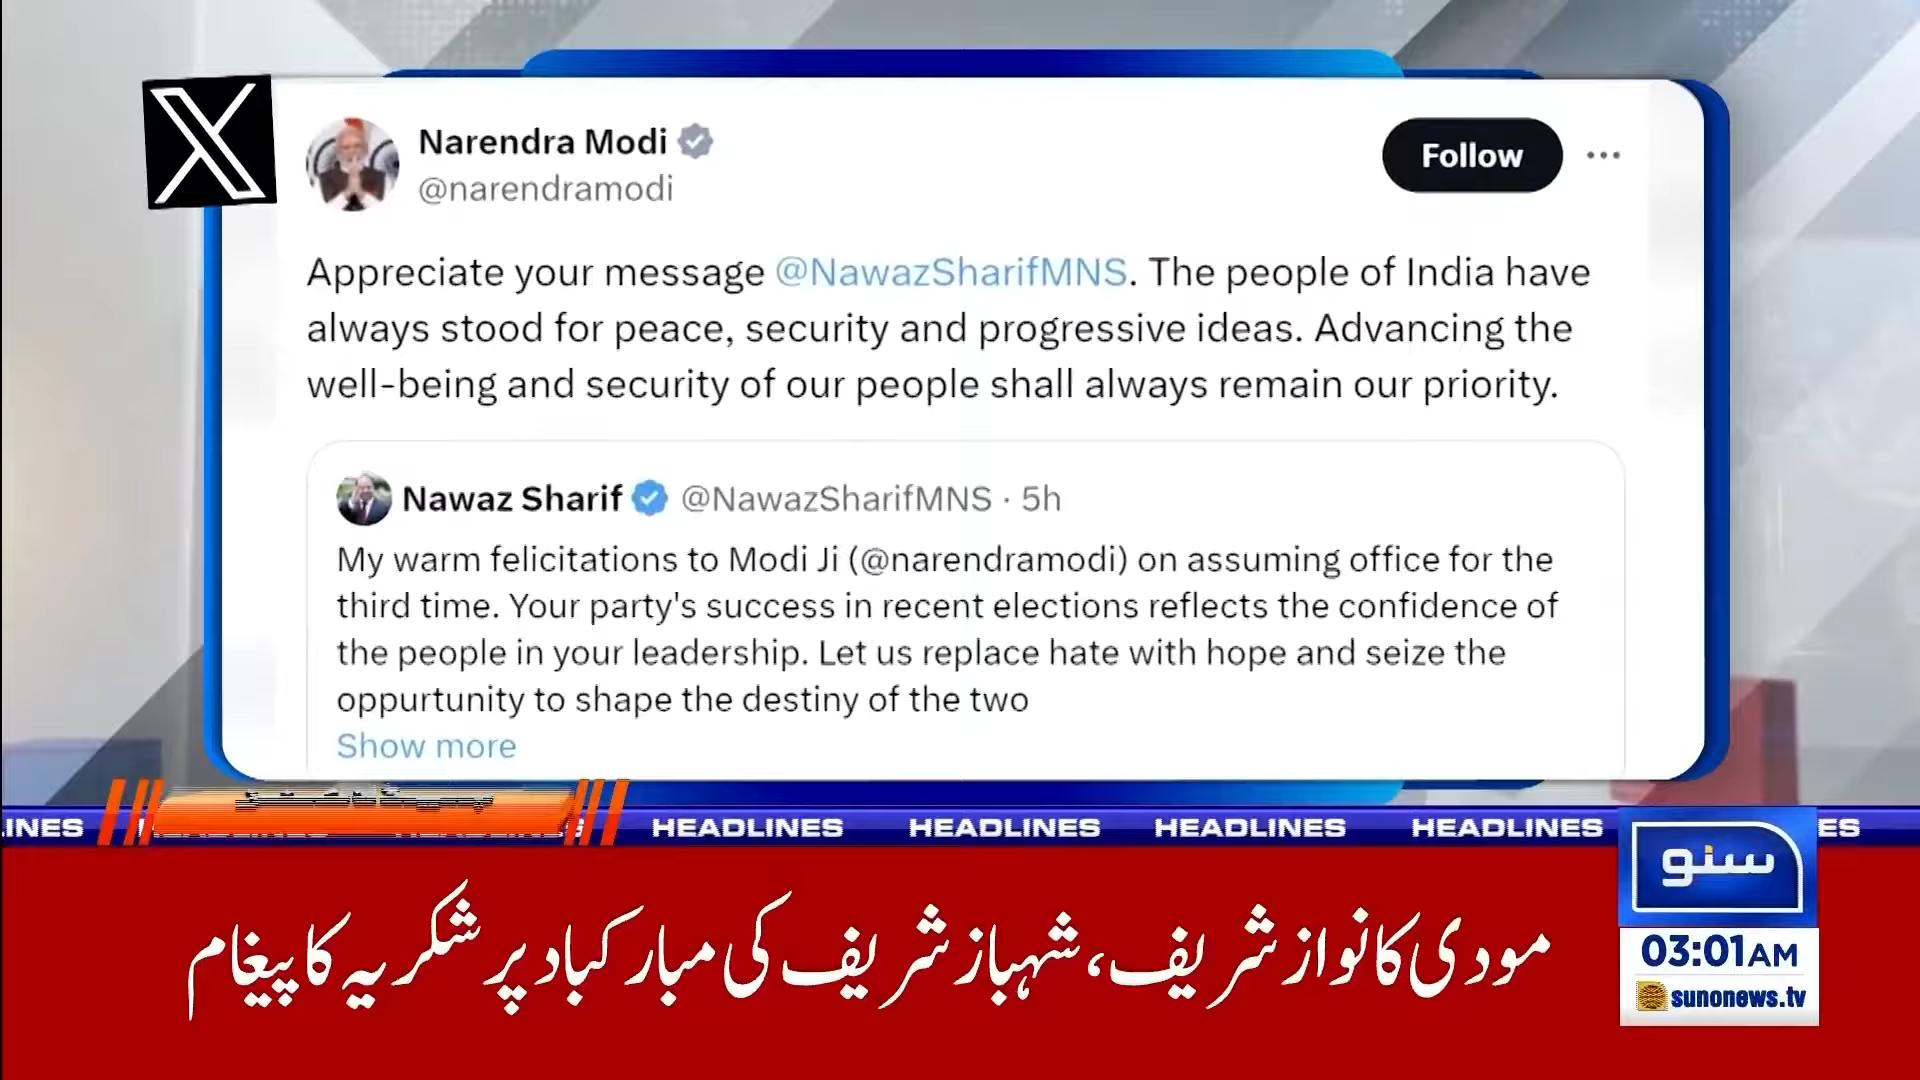 Narendra Modi
@narendramodi
Follow
Appreciate your message @NawazSharifMNS. The people of India have
always stood for peace, security and progressive ideas. Advancing the
well-being and security of our people shall always remain our priority.
Nawaz Sharif @NawazSharifMNS · 5h
My warm felicitations to Modi Ji (@narendramodi) on assuming office for the
third time. Your party's success in recent elections reflects the confidence of
the people in your leadership. Let us replace hate with hope and seize the
oppurtunity to shape the destiny of the two
Show more
INES HEADLINES HEADLINES HEADLINES HEADLINES ES
سنو
مودی کا نواز شریف، شہباز شریف کی مبارکباد پر شکریہ کا پیغام
03:01AM
sunonews.tv